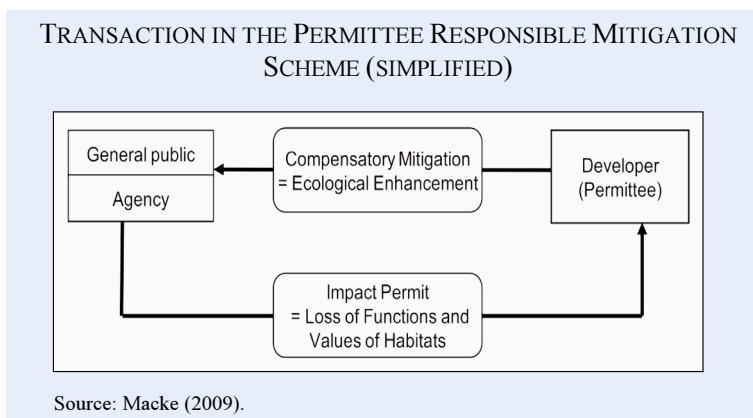 TRANSACTION IN THE PERMITTEE RESPONSIBLE MITIGATION
SCHEME (SIMPLIFIED)
General public
Agency
Compensatory Mitigation
= Ecological Enhancement
Developer
(Permittee)
Impact Permit
= Loss of Functions and
Values of Habitats
Source: Macke (2009).